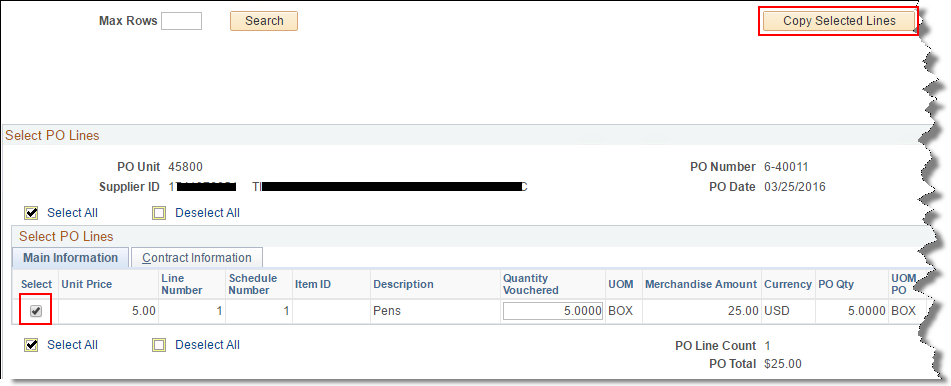 Max Rows Search Copy Selected Lines
Select PO Lines
PO Unit 45800 PO Number 6-40011
Supplier ID PO Date 03/25/2016
Select All Deselect All
Select PO Lines
Main Information Contract Information
Select Unit Price Line Number Schedule Number Item ID Description Quantity Vouchered UOM Merchandise Amount Currency PO Qty UOM PO
5.00 1 1 Pens 5.0000 BOX 25.00 USD 5.0000 BOX
Select All Deselect All PO Line Count 1
PO Total $25.00